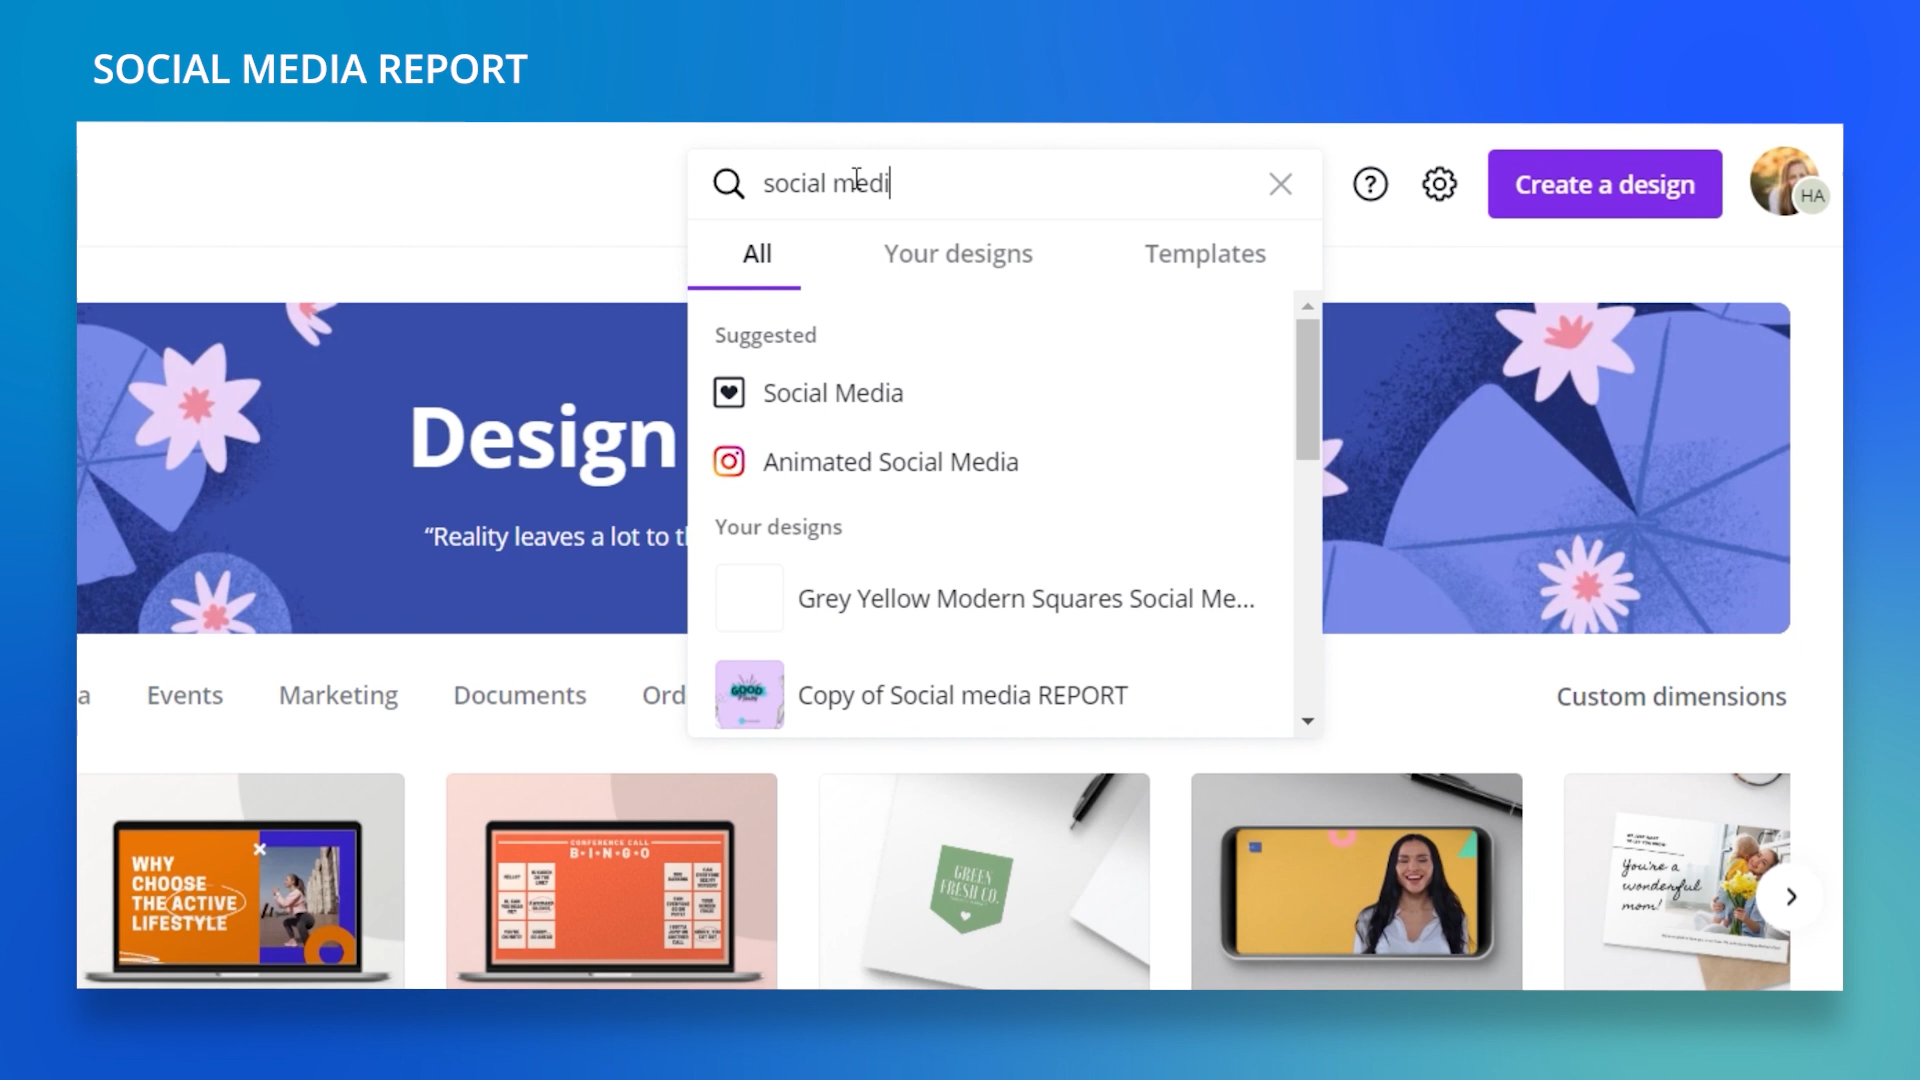 SOCIAL MEDIA REPORT
social medi
Create a design
HA
All
Your designs
Templates
Suggested
Social Media
Animated Social Media
Your designs
Grey Yellow Modern Squares Social Me...
Copy of Social media REPORT
Design
“Reality leaves a lot to t
a
Events
Marketing
Documents
Ord
Custom dimensions
WHY
CHOOSE
THE ACTIVE
LIFESTYLE
CONFERENCE CALL
B•I•N•G•O
GREEN
FRESH CO.
You're a
wonderful
mom!
GOOD